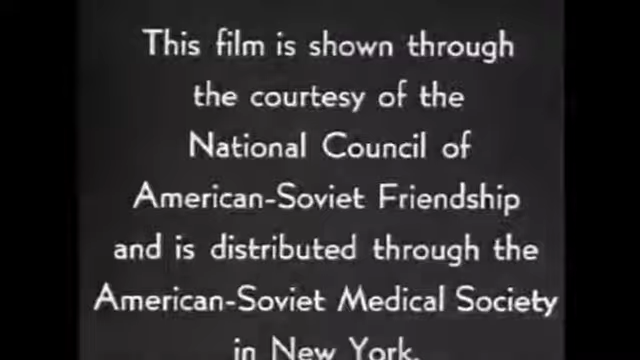 This film is shown through
the courtesy of the
National Council of
American-Soviet Friendship
and is distributed through the
American-Soviet Medical Society
in New York.